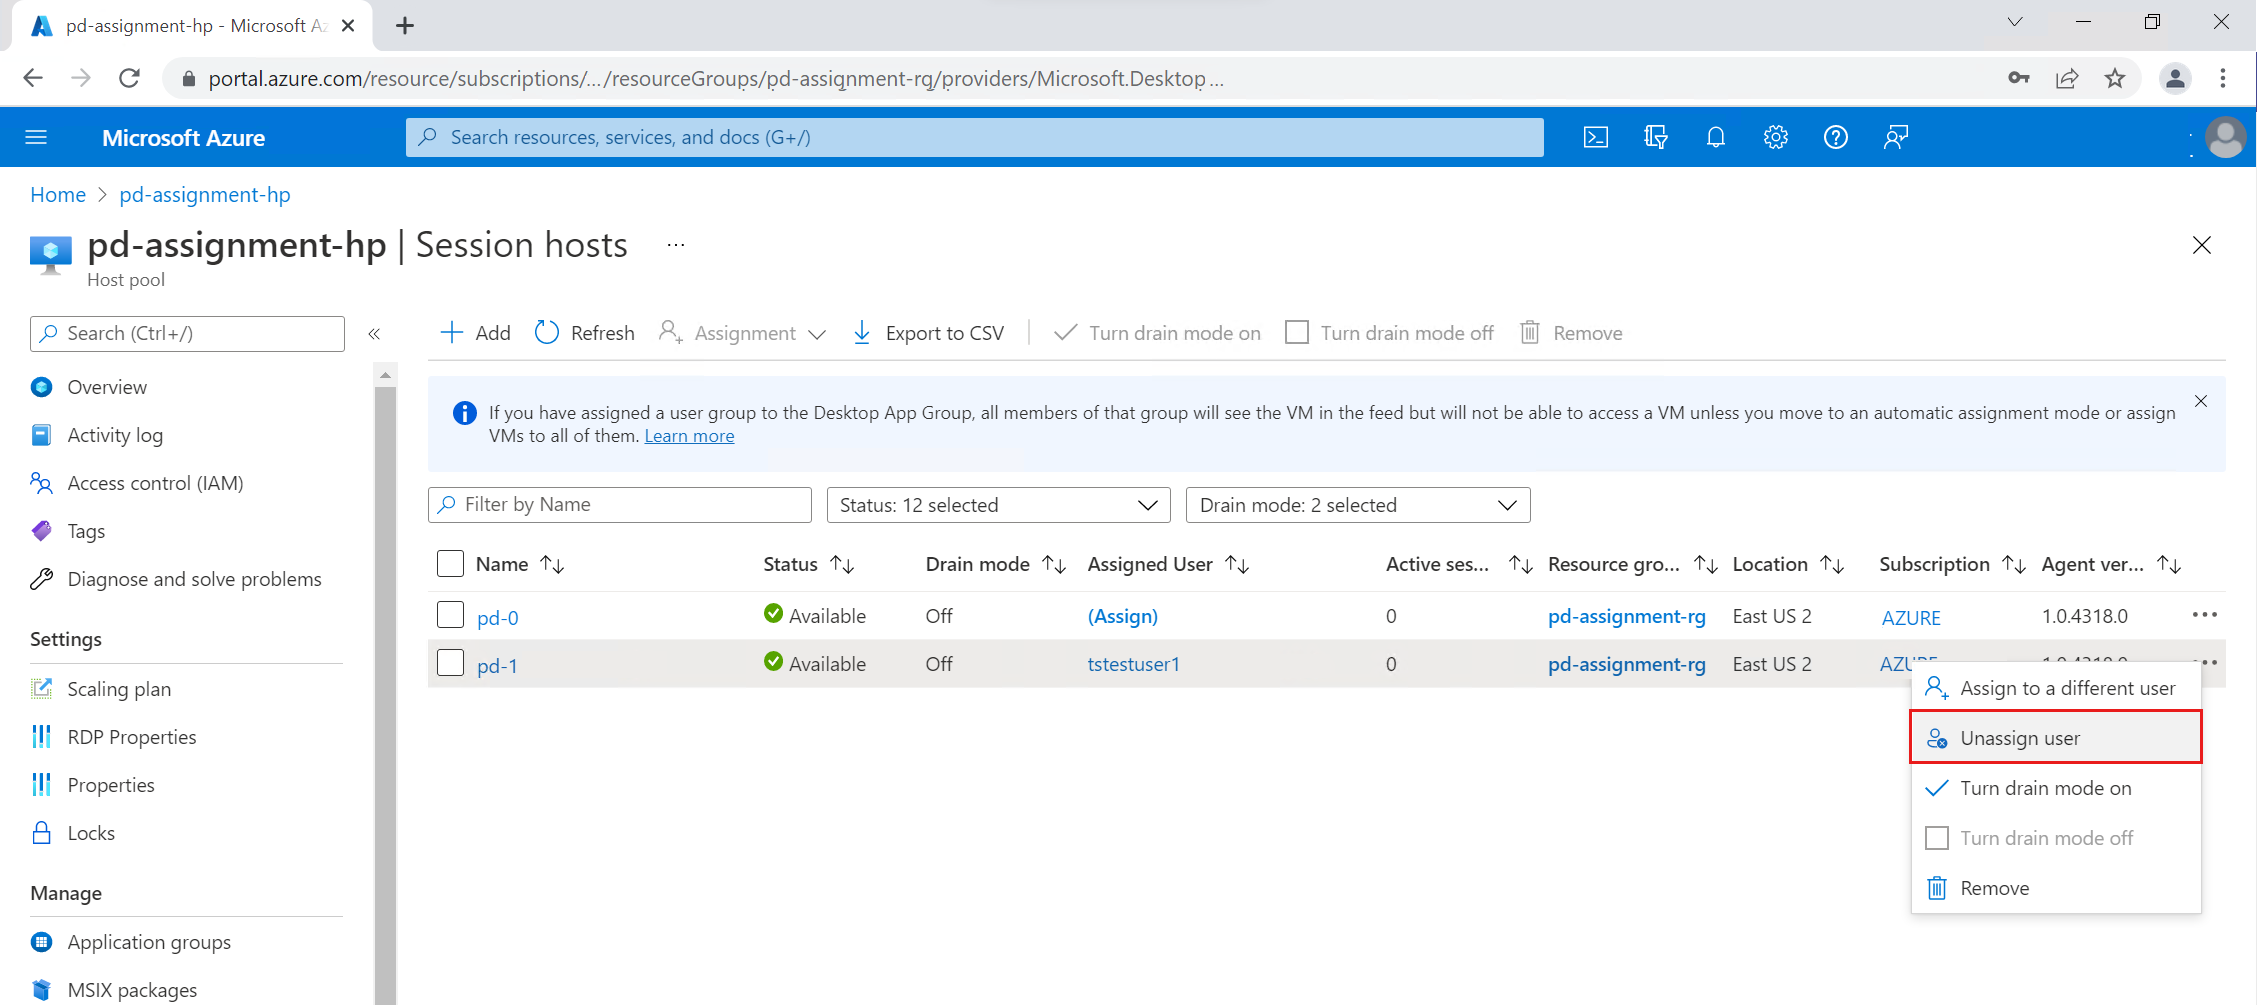 pd-assignment-hp - Microsoft Az
portal.azure.com/resource/subscriptions/.../resourceGroups/pd-assignment-rg/providers/Microsoft.Desktop ...
Microsoft Azure
Search resources, services, and docs (G+/)
Home > pd-assignment-hp
pd-assignment-hp | Session hosts ...
Host pool
Search (Ctrl+/)
«
Add Refresh Assignment Export to CSV Turn drain mode on Turn drain mode off Remove
Overview
Activity log
Access control (IAM)
Tags
Diagnose and solve problems
Settings
Scaling plan
RDP Properties
Properties
Locks
Manage
Application groups
MSIX packages
If you have assigned a user group to the Desktop App Group, all members of that group will see the VM in the feed but will not be able to access a VM unless you move to an automatic assignment mode or assign
VMs to all of them. Learn more
Filter by Name Status: 12 selected Drain mode: 2 selected
Name Status Drain mode Assigned User Active ses... Resource gro... Location Subscription Agent ver...
pd-0 Available Off (Assign) 0 pd-assignment-rg East US 2 AZURE 1.0.4318.0
pd-1 Available Off tstestuser1 0 pd-assignment-rg East US 2 AZURE 1.0.4318.0
Assign to a different user
Unassign user
Turn drain mode on
Turn drain mode off
Remove